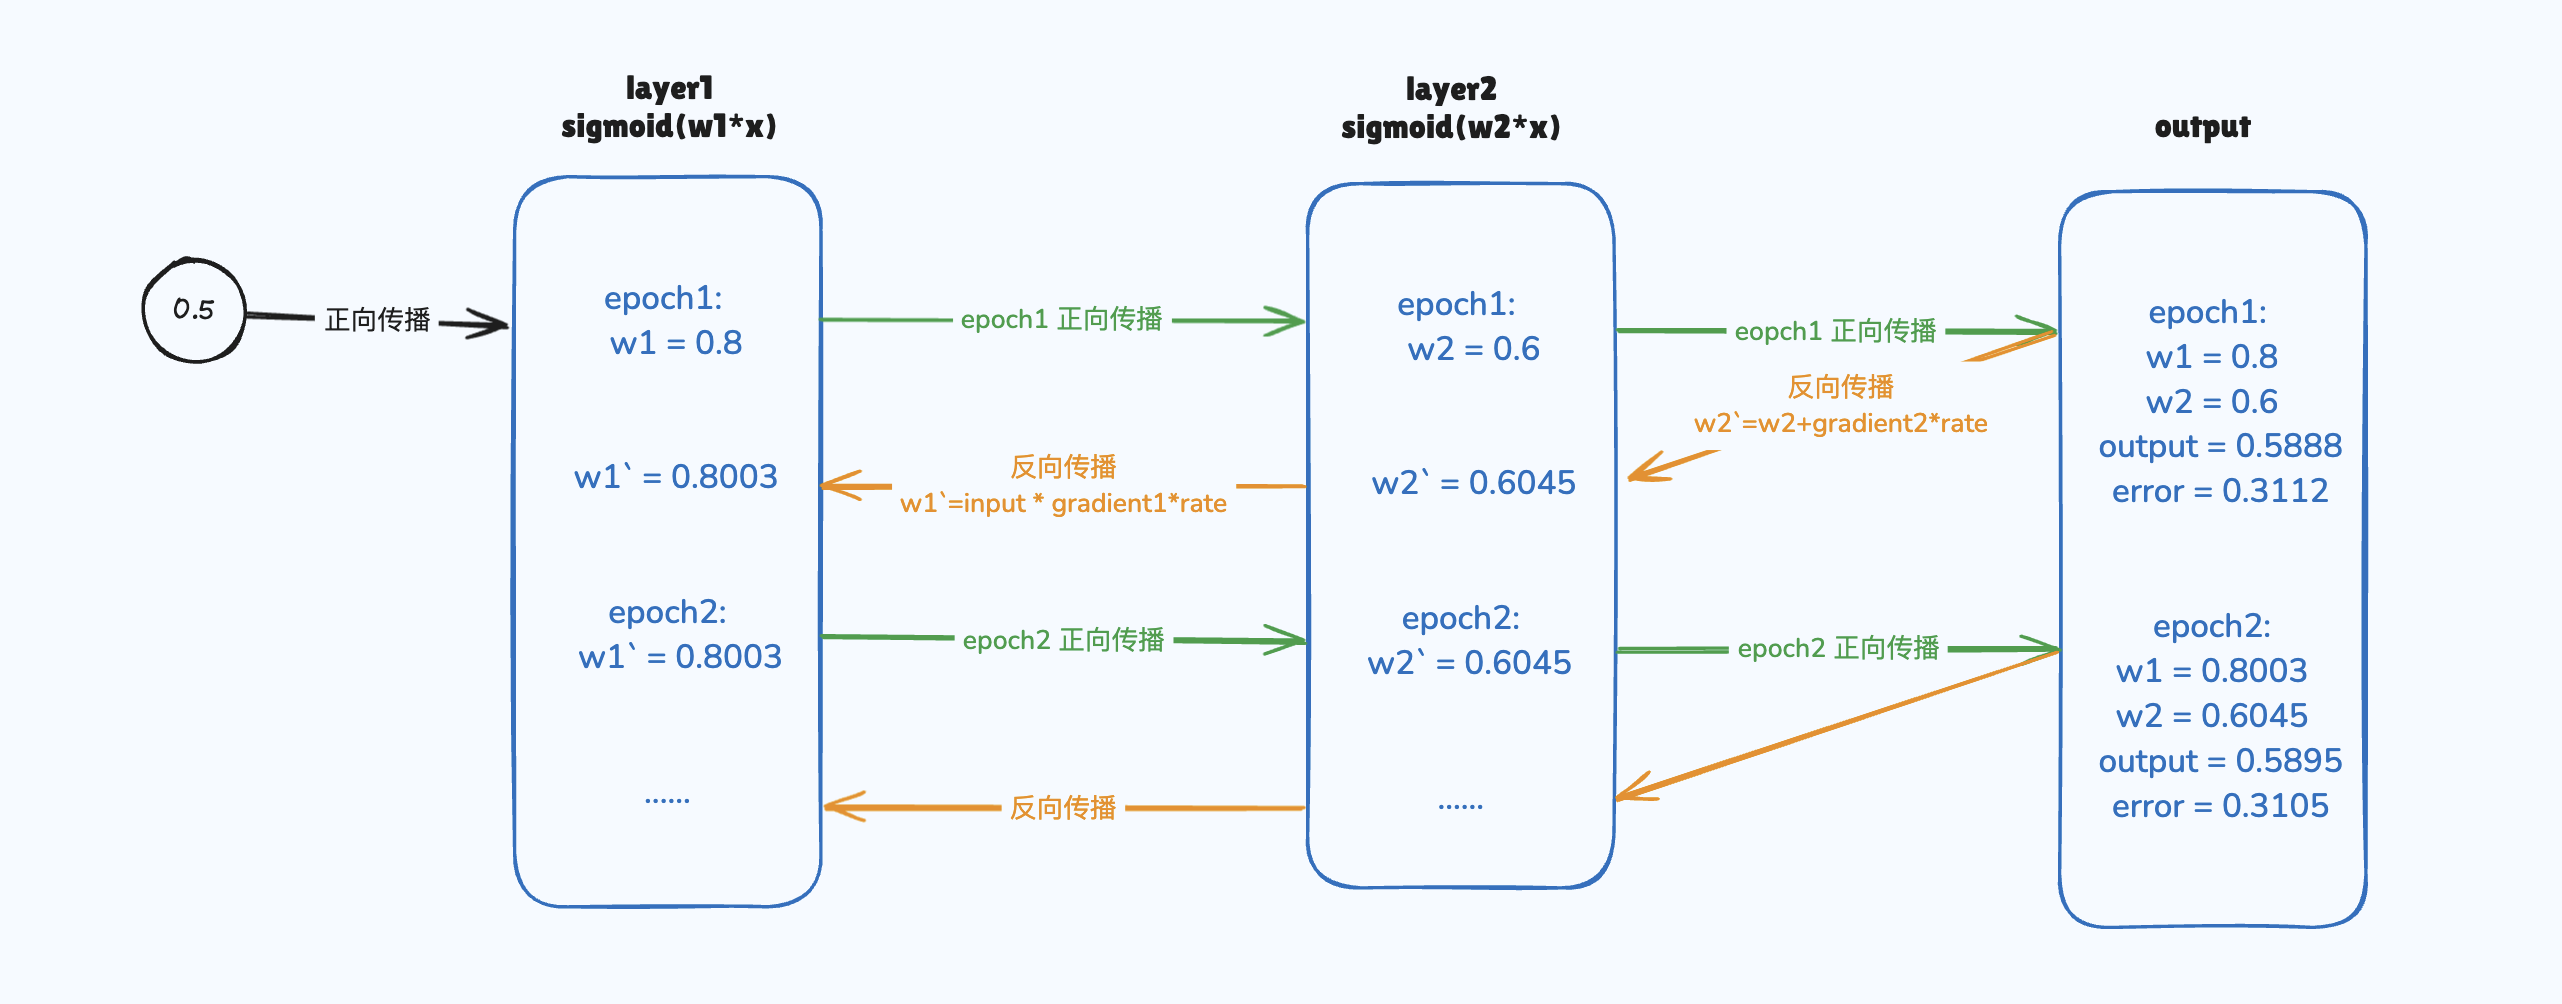 layer1
sigmoid(w1*x)
layer2
sigmoid(w2*x)
output
0.5
正向传播
epoch1:
w1 = 0.8
w1` = 0.8003
epoch2:
w1` = 0.8003
......
epoch1 正向传播
反向传播
w1`=input * gradient1*rate
epoch2 正向传播
反向传播
epoch1:
w2 = 0.6
w2` = 0.6045
epoch2:
w2` = 0.6045
......
eopch1 正向传播
反向传播
w2`=w2+gradient2*rate
epoch2 正向传播
epoch1:
w1 = 0.8
w2 = 0.6
output = 0.5888
error = 0.3112
epoch2:
w1 = 0.8003
w2 = 0.6045
output = 0.5895
error = 0.3105